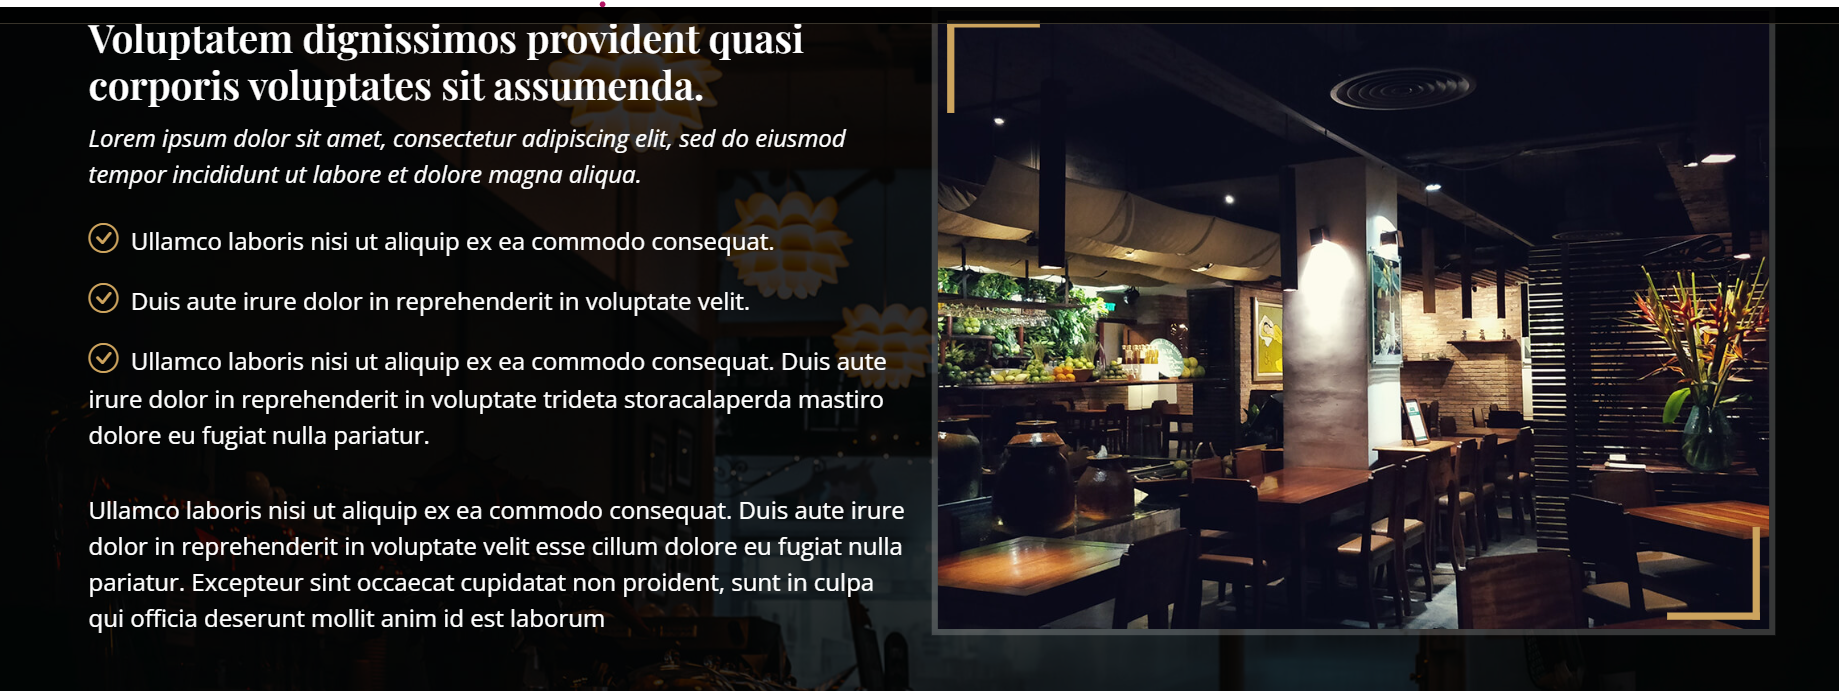 Voluptatem dignissimos provident quasi
corporis voluptates sit assumenda.
Lorem ipsum dolor sit amet, consectetur adipiscing elit, sed do eiusmod
tempor incididunt ut labore et dolore magna aliqua.
Ullamco laboris nisi ut aliquip ex ea commodo consequat.
Duis aute irure dolor in reprehenderit in voluptate velit.
Ullamco laboris nisi ut aliquip ex ea commodo consequat. Duis aute
irure dolor in reprehenderit in voluptate trideta storacalaperda mastiro
dolore eu fugiat nulla pariatur.
Ullamco laboris nisi ut aliquip ex ea commodo consequat. Duis aute irure
dolor in reprehenderit in voluptate velit esse cillum dolore eu fugiat nulla
pariatur. Excepteur sint occaecat cupidatat non proident, sunt in culpa
qui officia deserunt mollit anim id est laborum